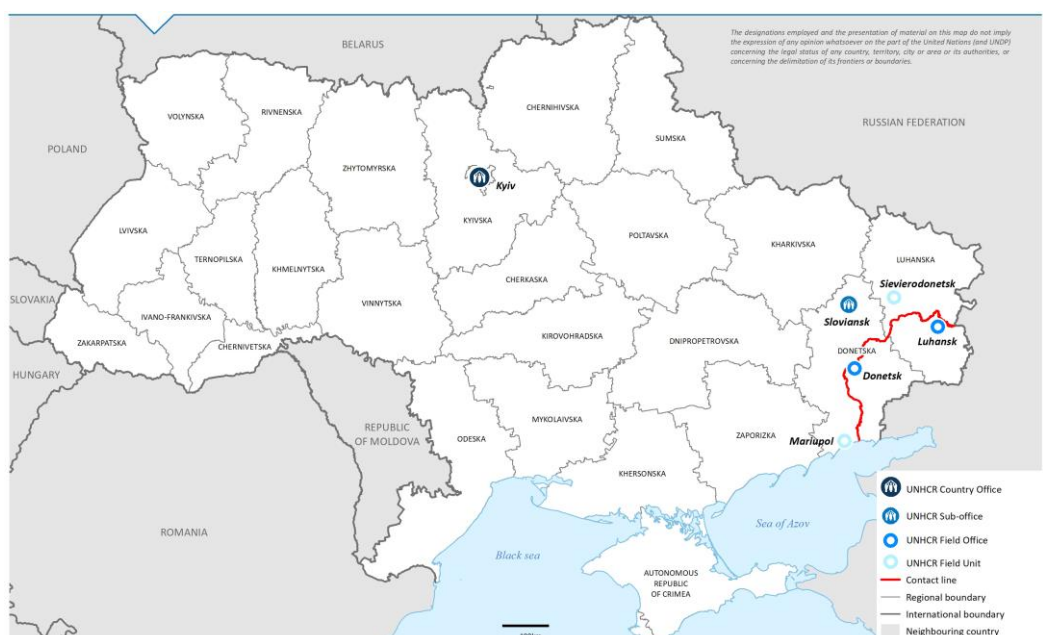 The designations employed and the presentation of material on this map do not imply
the expression of any opinion whatsoever on the part of the United Nations (and UNDP)
concerning the legal status of any country, territory, city or area or its authorities, or
concerning the delimitation of its frontiers or boundaries.
BELARUS
POLAND
RUSSIAN FEDERATION
SLOVAKIA
HUNGARY
REPUBLIC
OF MOLDOVA
ROMANIA
VOLYNSKA
RIVNENSKA
ZHYTOMYRSKA
CHERNIHIVSKA
SUMSKA
Kyiv
KYIVSKA
LVIVSKA
TERNOPILSKA
KHMELNYTSKA
POLTAVSKA
KHARKIVSKA
LUHANSKA
CHERKASKA
VINNYTSKA
Sievierodonetsk
IVANO-FRANKIVSKA
ZAKARPATSKA
CHERNIVETSKA
KIROVOHRADSKA
DNIPROPETROVSKA
Sloviansk
DONETSKA
Luhansk
Donetsk
ODESKA
MYKOLAIVSKA
ZAPORIZKA
Mariupol
KHERSONSKA
Black sea
Sea of Azov
AUTONOMOUS
REPUBLIC
OF CRIMEA
UNHCR Country Office
UNHCR Sub-office
UNHCR Field Office
UNHCR Field Unit
Contact line
Regional boundary
International boundary
Neighbouring country